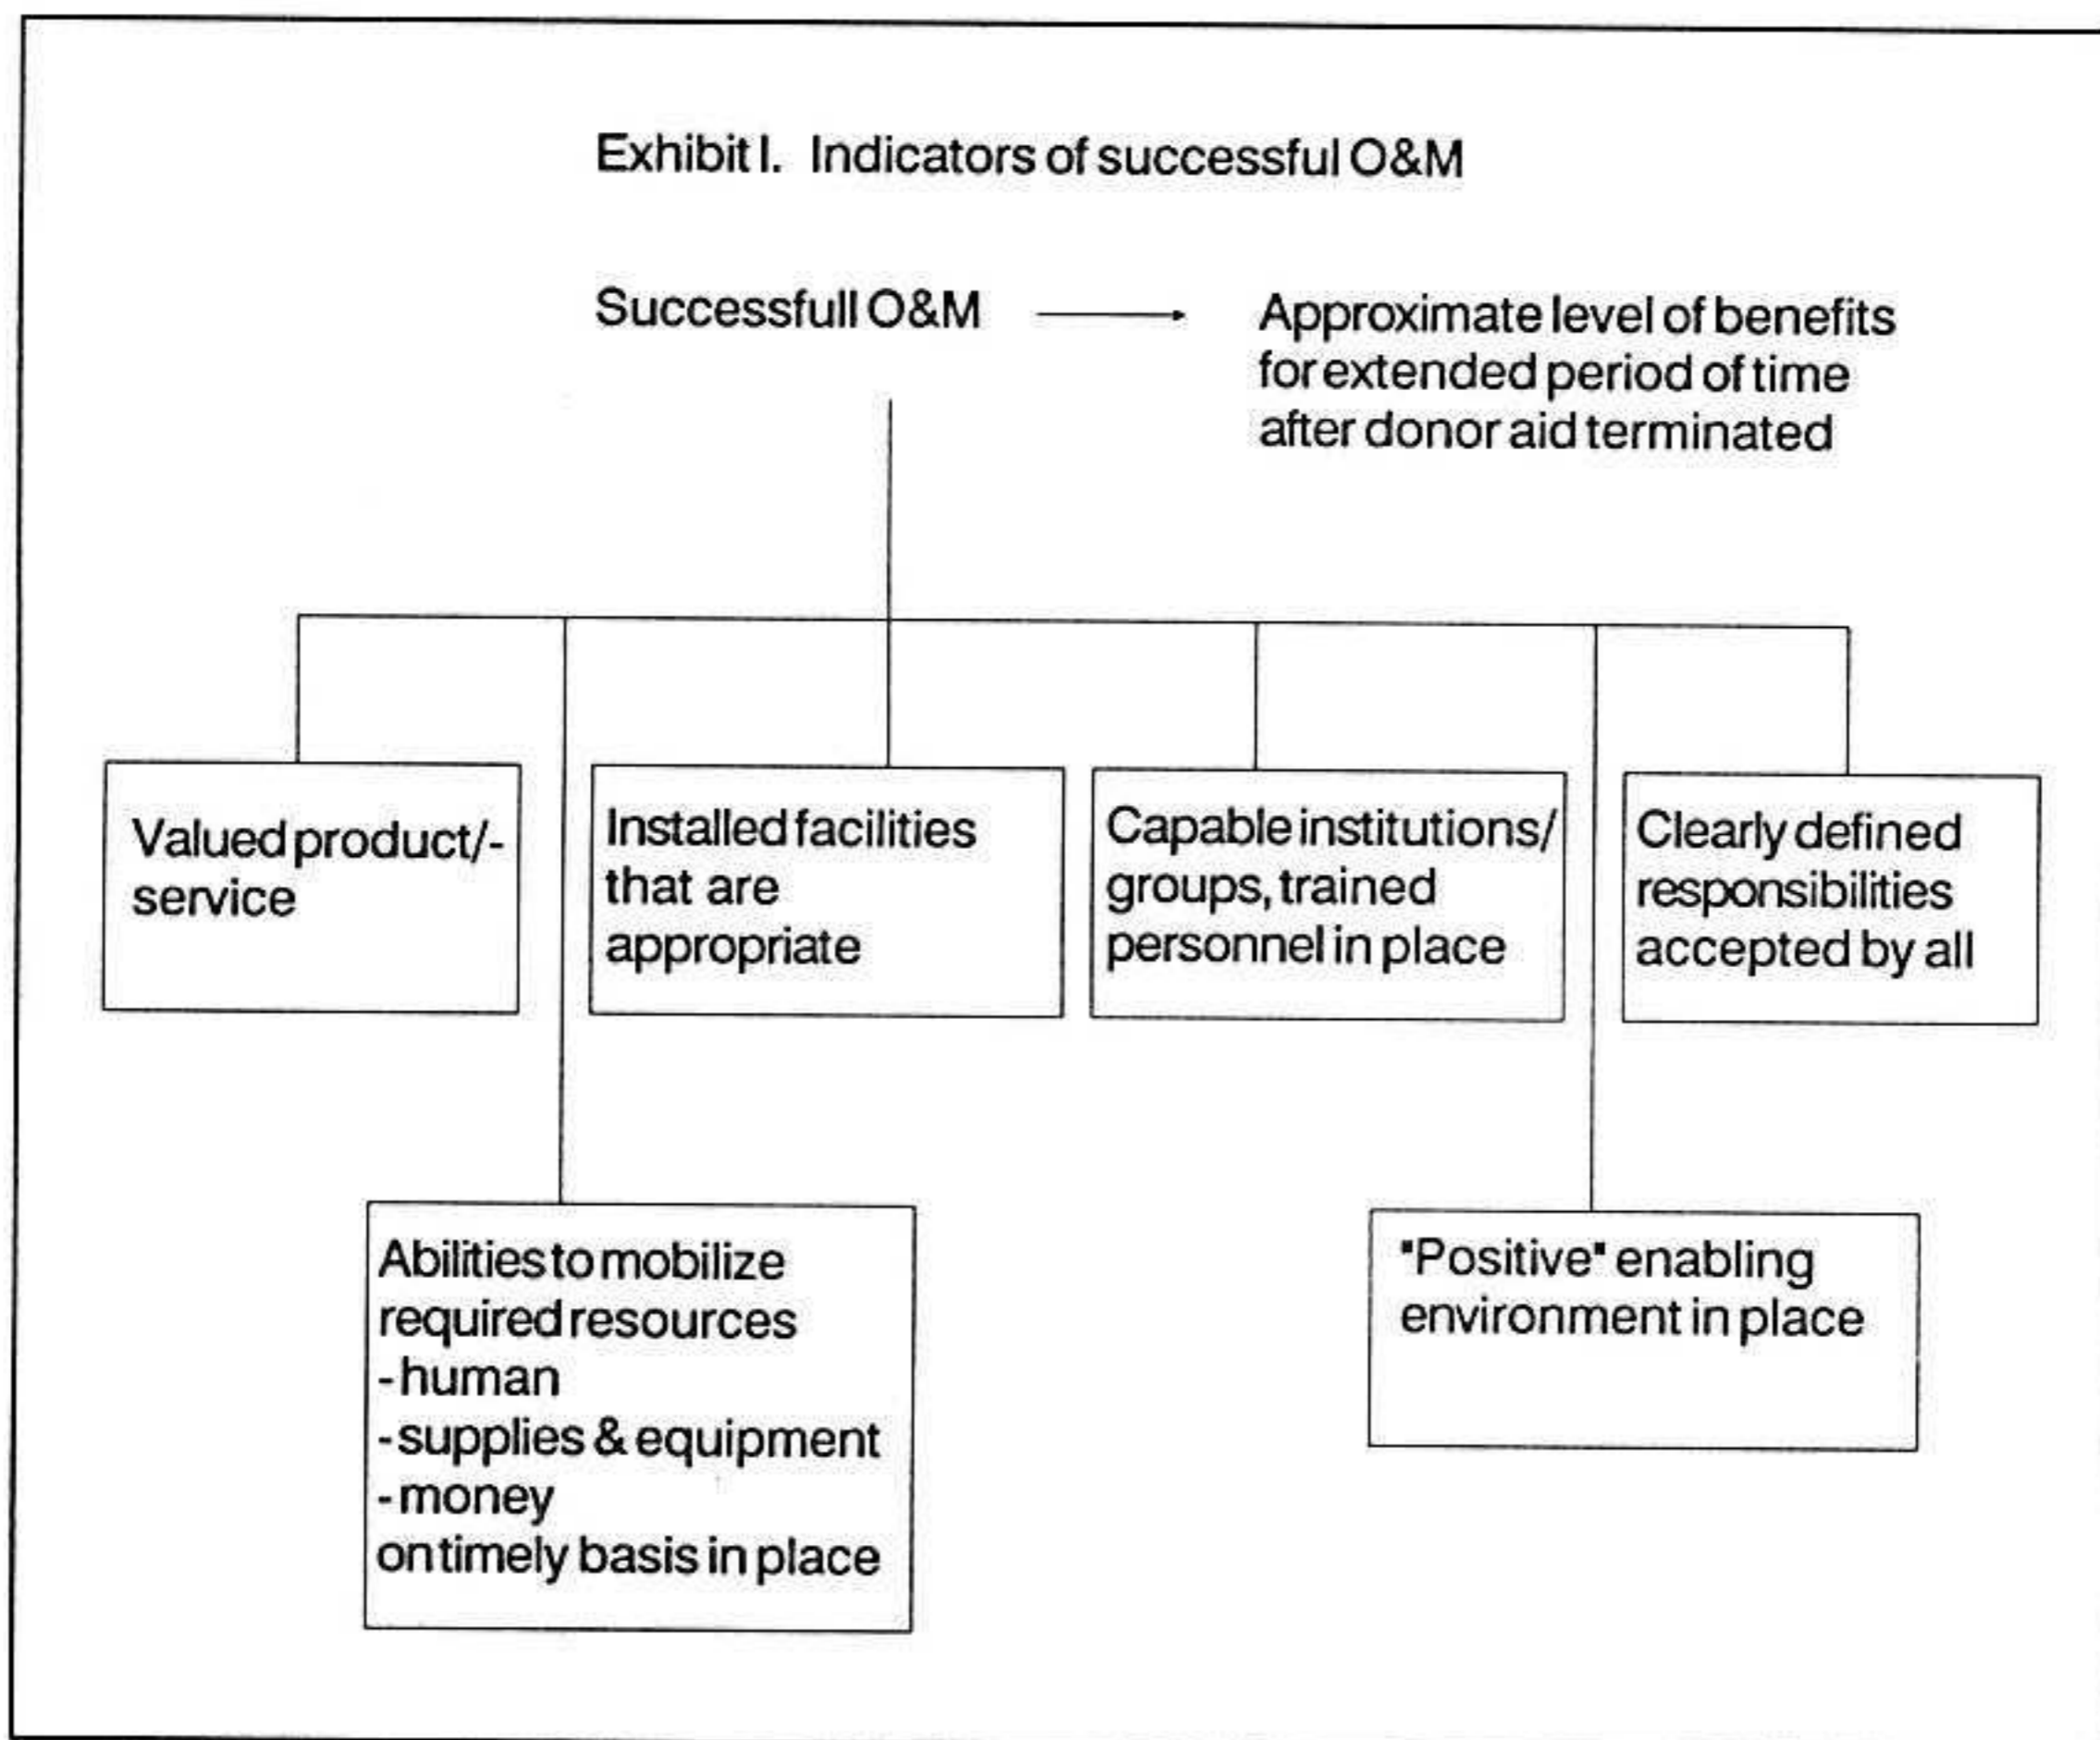 Exhibit I. Indicators of successful O&M
Successfull O&M
Approximate level of benefits
for extended period of time
after donor aid terminated
Valued product/-
service
Installed facilities
that are
appropriate
Capable institutions/
groups, trained
personnel in place
Clearly defined
responsibilities
accepted by all
Abilities to mobilize
required resources
- human
- supplies & equipment
- money
on timely basis in place
"Positive" enabling
environment in place